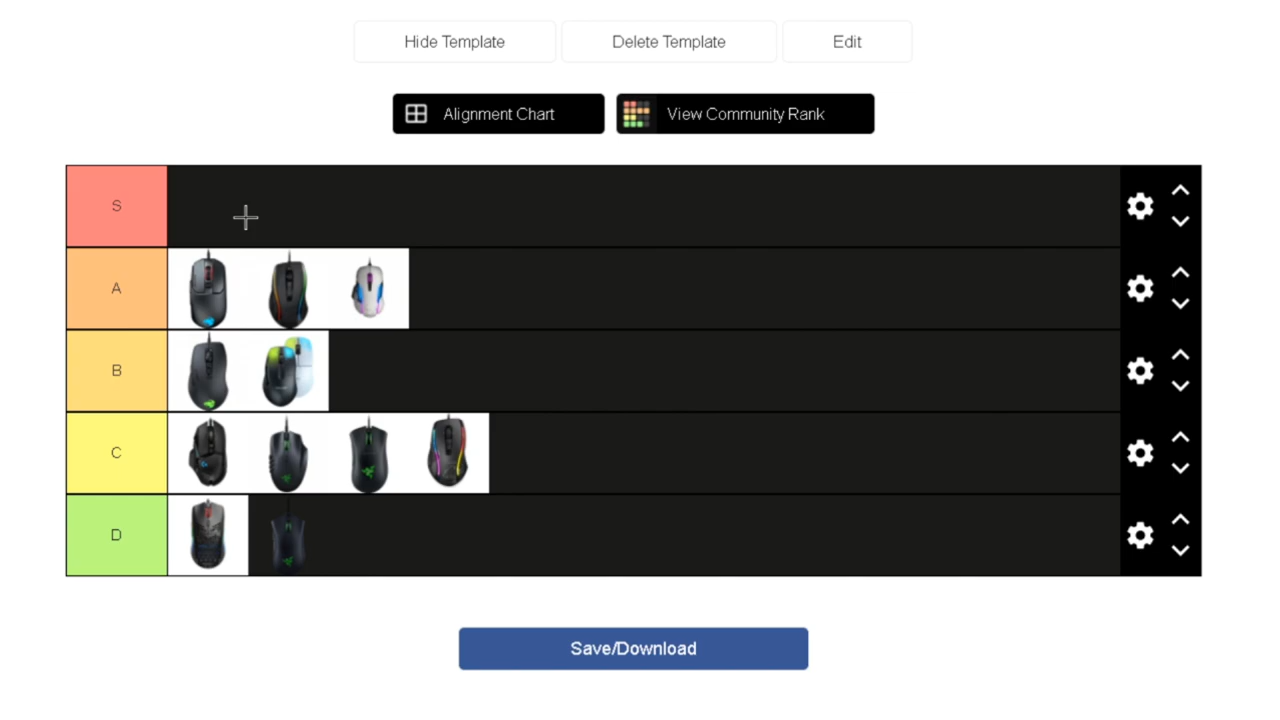 Hide Template
Delete Template
Edit
Alignment Chart
View Community Rank
S
A
B
C
D
Save/Download